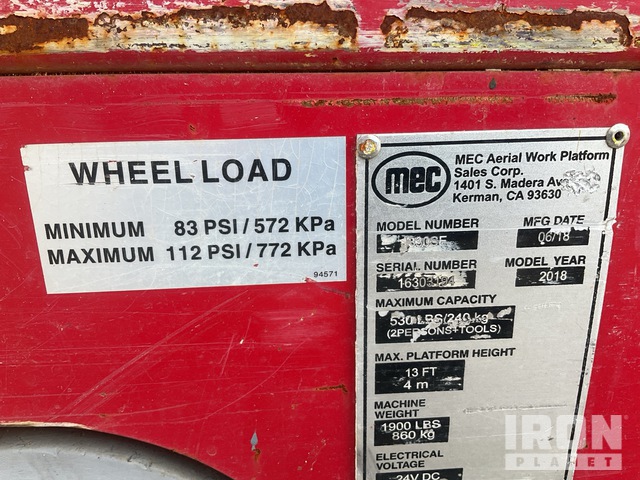 WHEEL LOAD
MINIMUM 83 PSI / 572 KPa
MAXIMUM 112 PSI / 772 KPa
94571
mec
MEC Aerial Work Platform
Sales Corp.
1401 S. Madera Av
Kerman, CA 93630
MODEL NUMBER MFG DATE
06/18
SERIAL NUMBER MODEL YEAR
2018
MAXIMUM CAPACITY
530 LBS/240 kg
(2PERSONS+TOOLS)
MAX. PLATFORM HEIGHT
13 FT
4 m
MACHINE
WEIGHT
1900 LBS
860 kg
ELECTRICAL
VOLTAGE
24V DC
IRON
PLANET